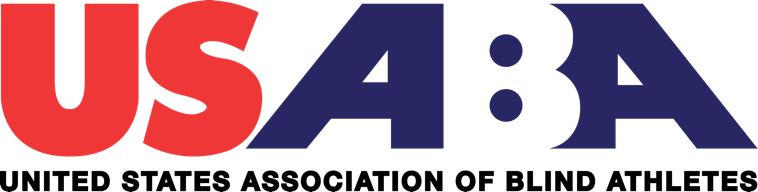 USABA
UNITED STATES ASSOCIATION OF BLIND ATHLETES